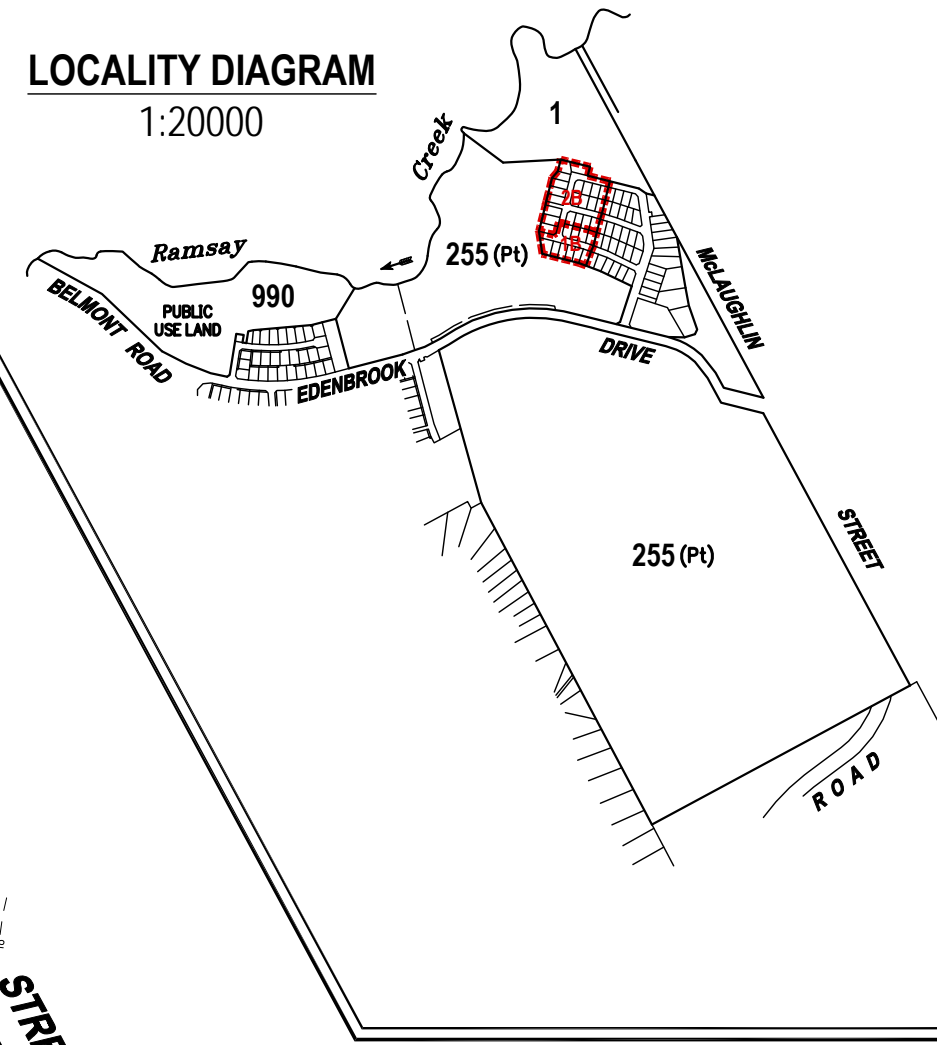 LOCALITY DIAGRAM
1:20000
1
Creek
2B
1B
Ramsay
255 (Pt)
990
PUBLIC
USE LAND
BELMONT ROAD
McLAUGHLIN
EDENBROOK
DRIVE
STREET
255 (Pt)
ROAD